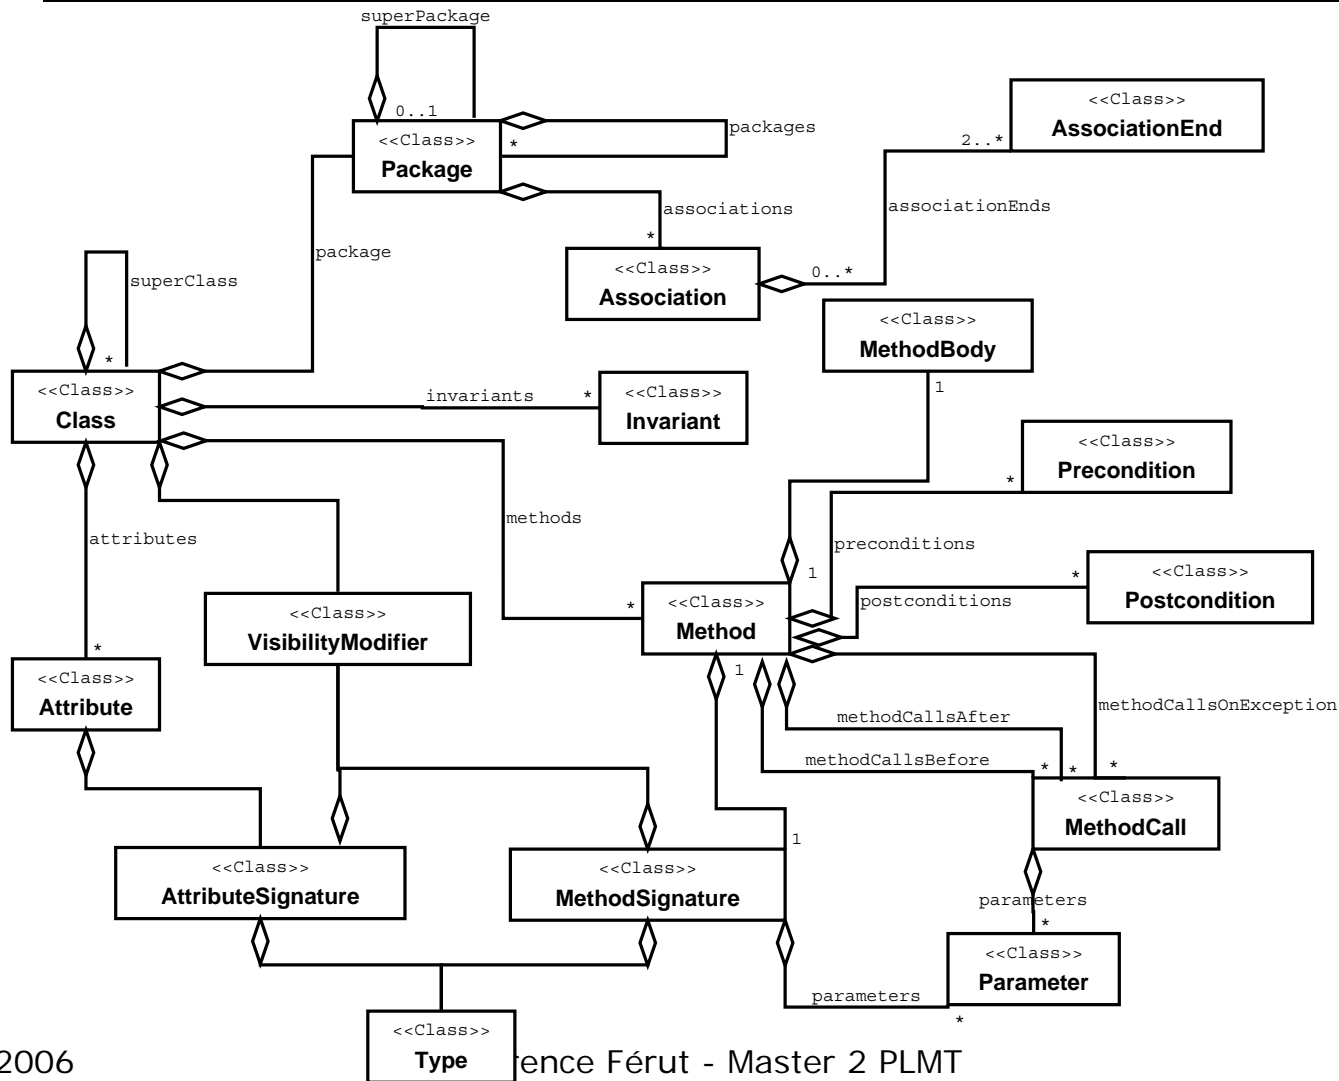 superPackage
0..1
<<Class>>
Package
*
packages
<<Class>>
AssociationEnd
2..*
associations
*
associationEnds
package
<<Class>>
Association
0..*
superClass
*
<<Class>>
MethodBody
1
<<Class>>
Class
invariants
*
<<Class>>
Invariant
<<Class>>
Precondition
*
methods
attributes
preconditions
1
<<Class>>
Postcondition
*
postconditions
<<Class>>
VisibilityModifier
*
<<Class>>
Method
1
*
<<Class>>
Attribute
methodCallsOnException
methodCallsAfter
methodCallsBefore
*
*
*
<<Class>>
MethodCall
1
<<Class>>
AttributeSignature
<<Class>>
MethodSignature
parameters
*
<<Class>>
Parameter
parameters
*
<<Class>>
Type
2006
rence Férut - Master 2 PLMT